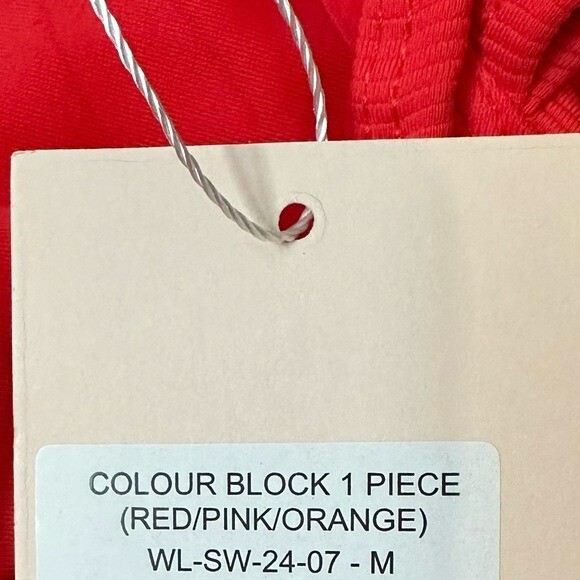 COLOUR BLOCK 1 PIECE
(RED/PINK/ORANGE)
WL-SW-24-07 - M